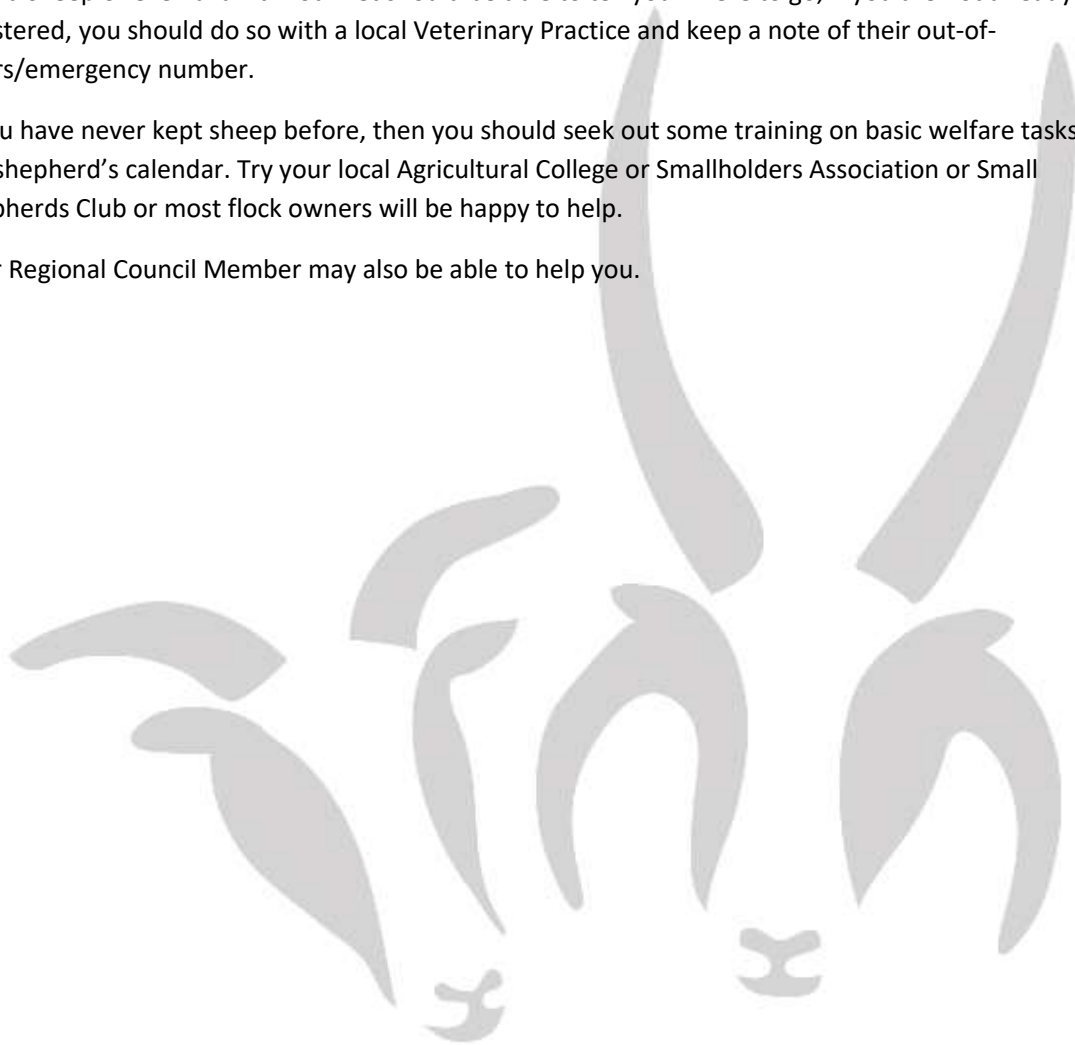 stered, you should do so with a local Veterinary Practice and keep a note of their out-of-
rs/emergency number.
u have never kept sheep before, then you should seek out some training on basic welfare tasks
shepherd's calendar. Try your local Agricultural College or Smallholders Association or Small
pherds Club or most flock owners will be happy to help.
r Regional Council Member may also be able to help you.